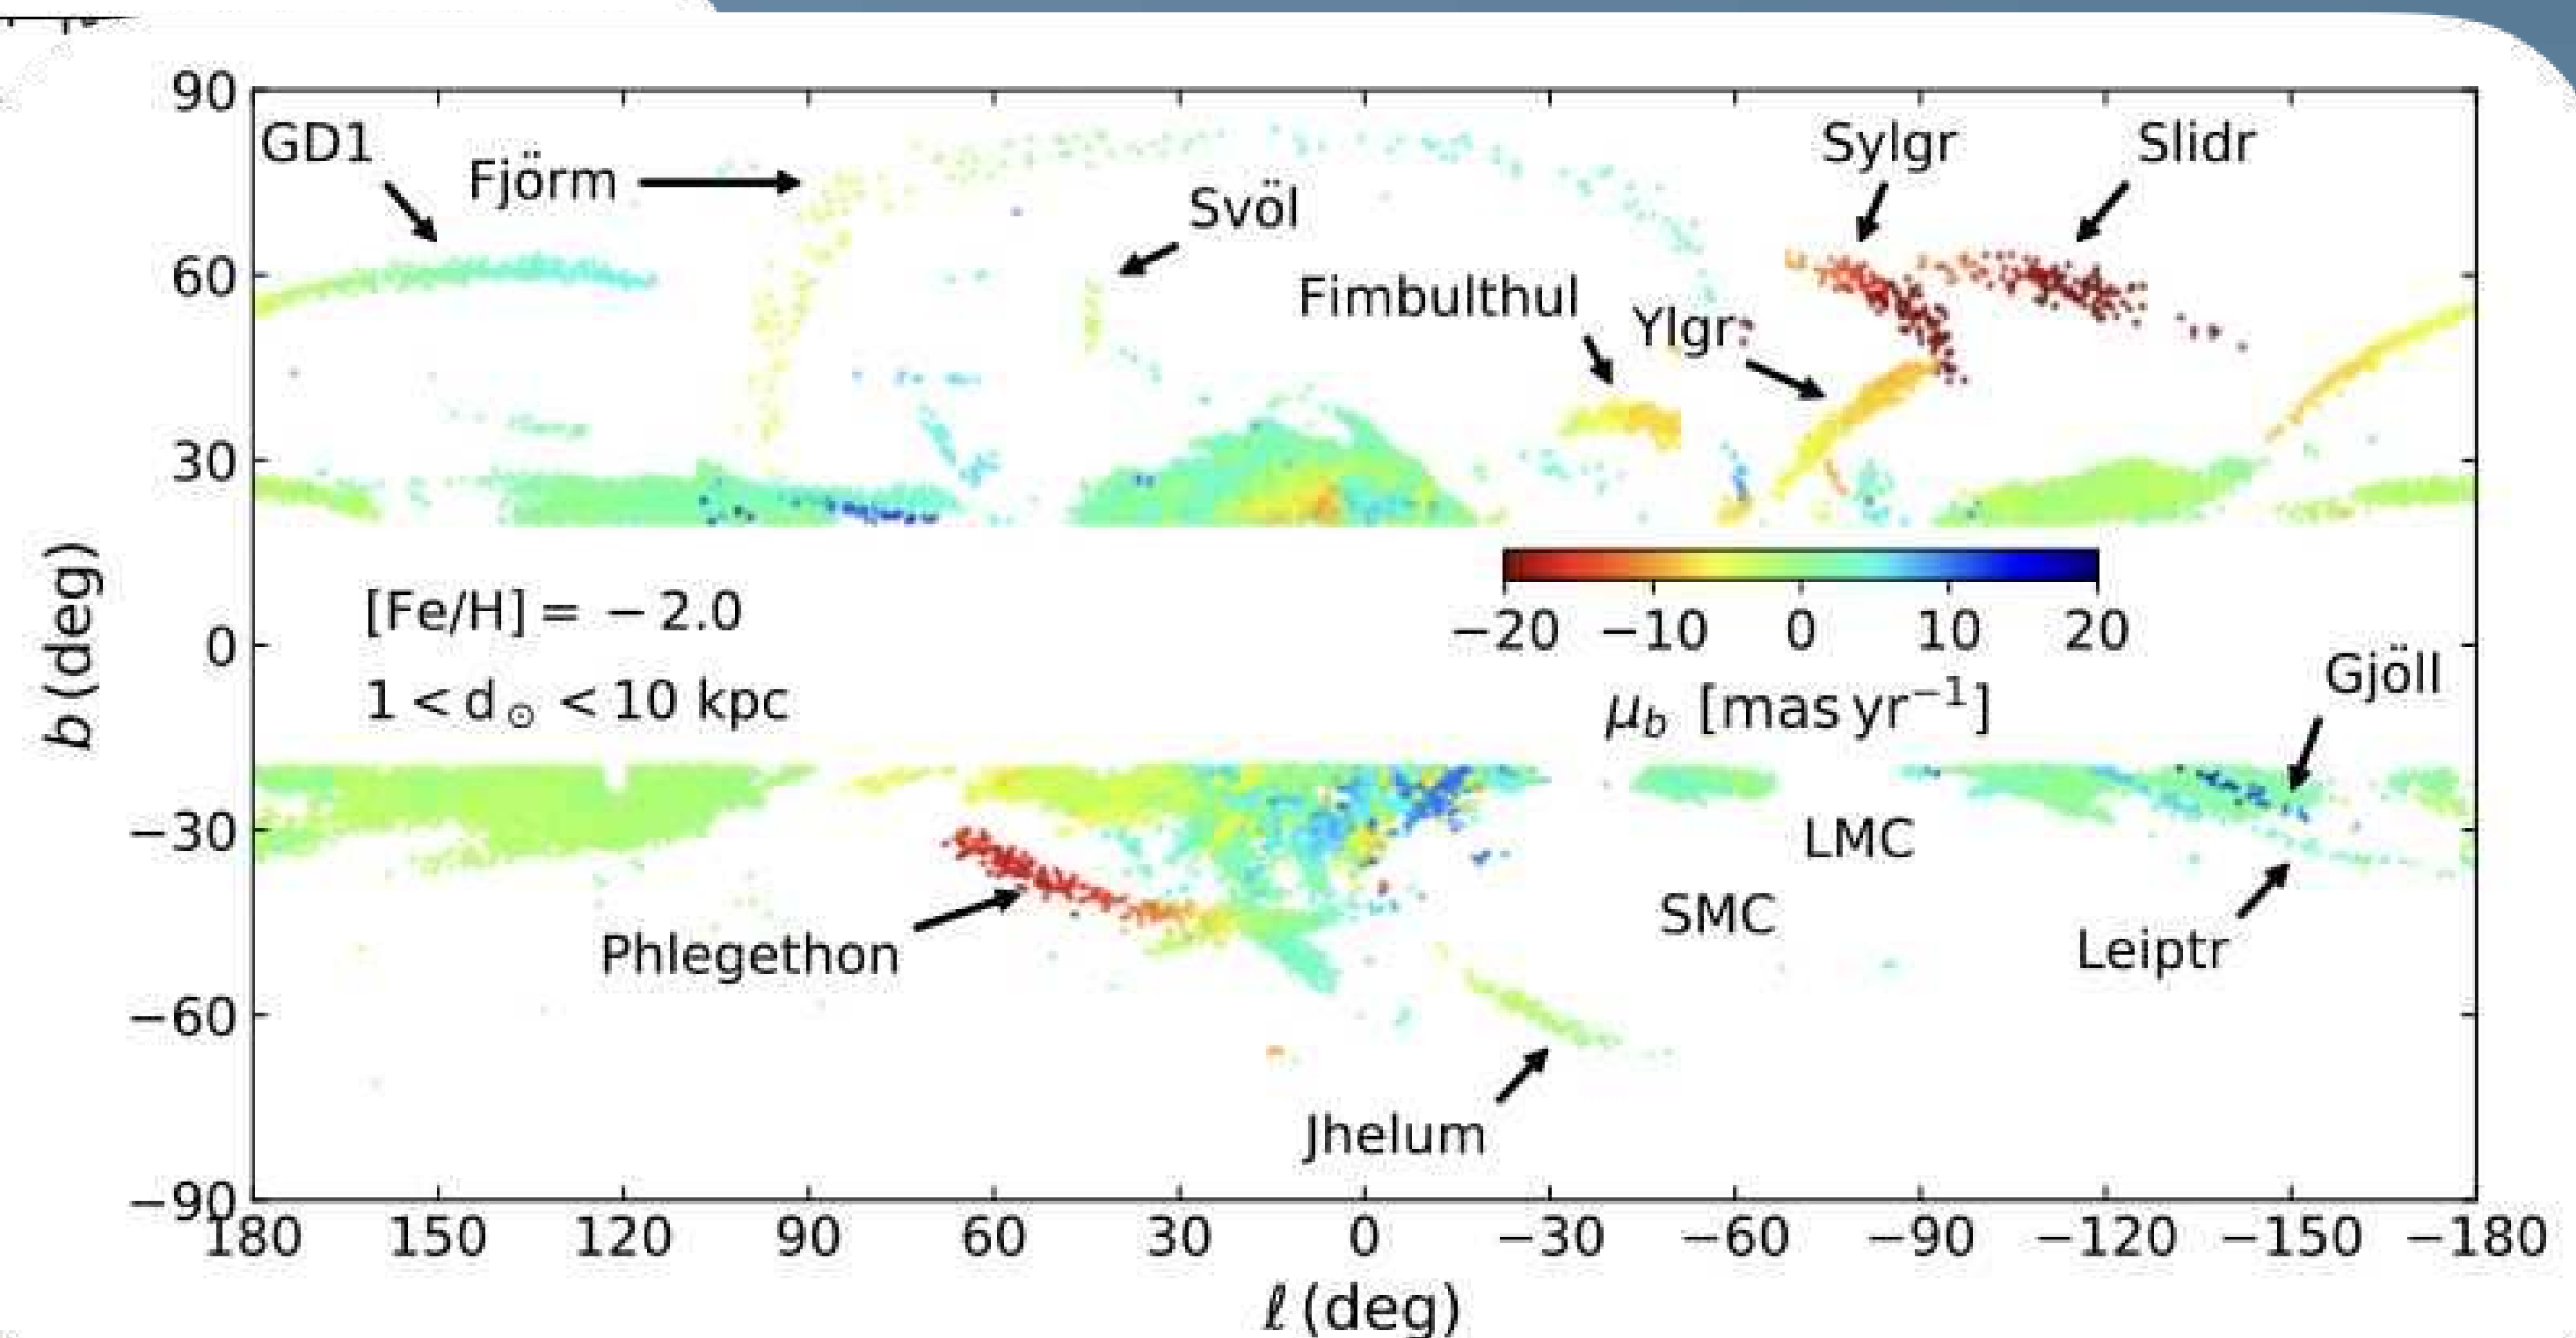 90
GD1
Fjörm
Svöl
Sylgr
Slidr
60
Fimbulthul
Ylgr
30
[Fe/H] = −2.0
−20 −10 0 10 20
b (deg)
0
1 < d⊙ < 10 kpc
μb [mas yr⁻¹]
Gjöll
−30
LMC
SMC
Phlegethon
Leiptr
−60
Jhelum
−90
180 150 120 90 60 30 0 −30 −60 −90 −120 −150 −180
ℓ (deg)